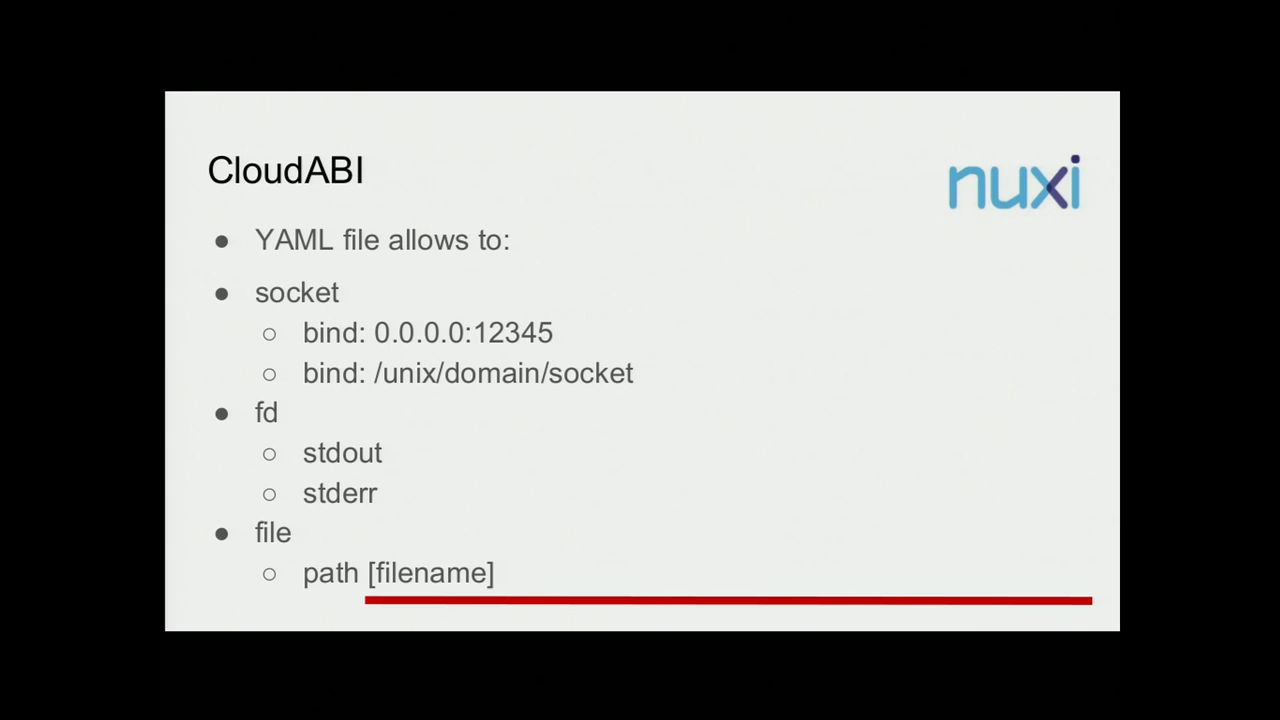 CloudABI
nuxi
● YAML file allows to:
● socket
○ bind: 0.0.0.0:12345
○ bind: /unix/domain/socket
● fd
○ stdout
○ stderr
● file
○ path [filename]